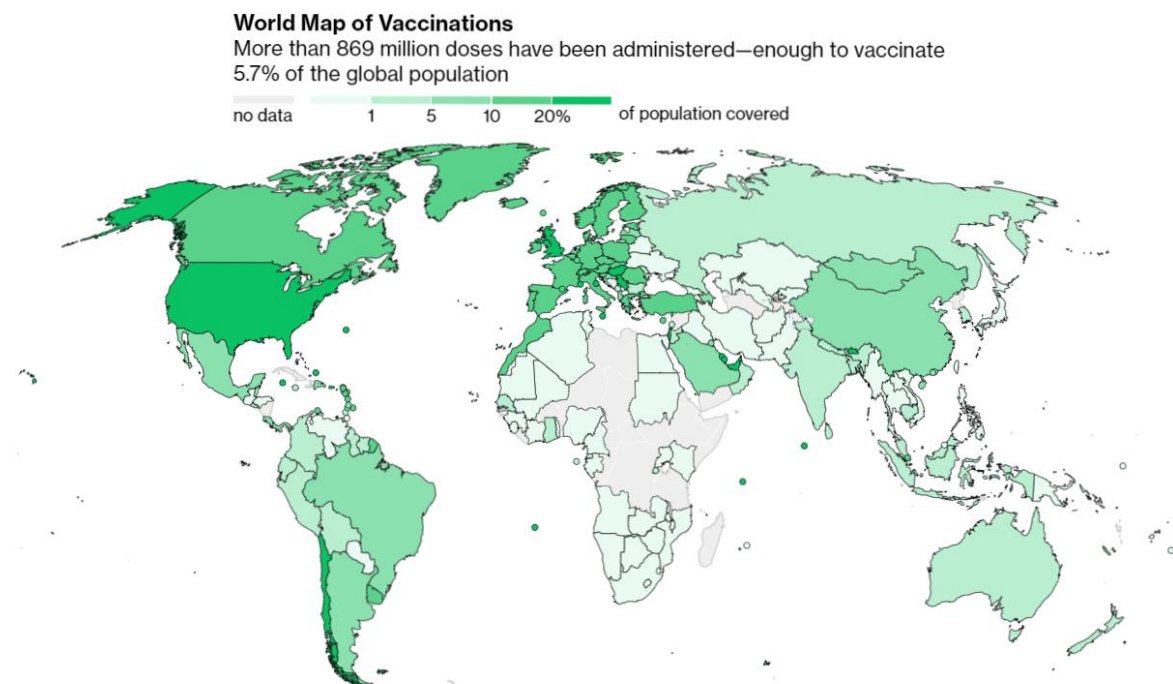 World Map of Vaccinations
More than 869 million doses have been administered—enough to vaccinate
5.7% of the global population
no data 1 5 10 20% of population covered